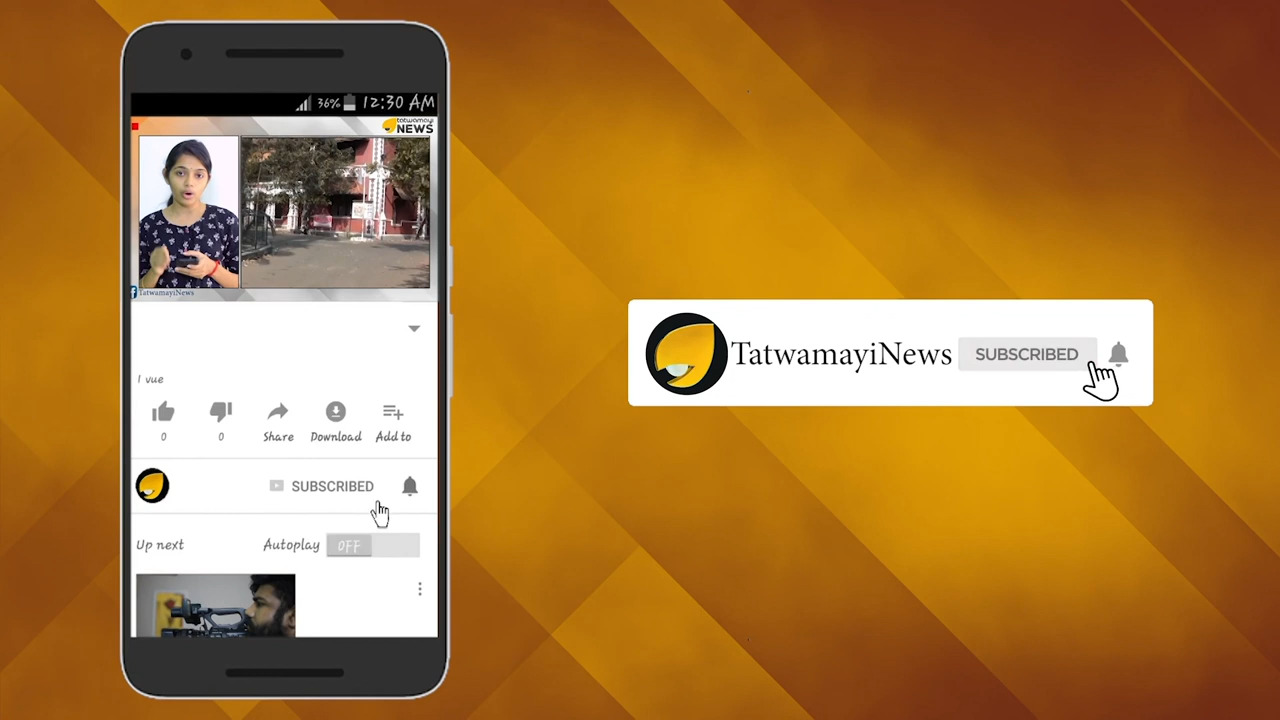 36% 12:30 AM
tatwamayi
NEWS
TatwamayiNews
1 vue
0 0 Share Download Add to
SUBSCRIBED
Up next Autoplay OFF
TatwamayiNews SUBSCRIBED